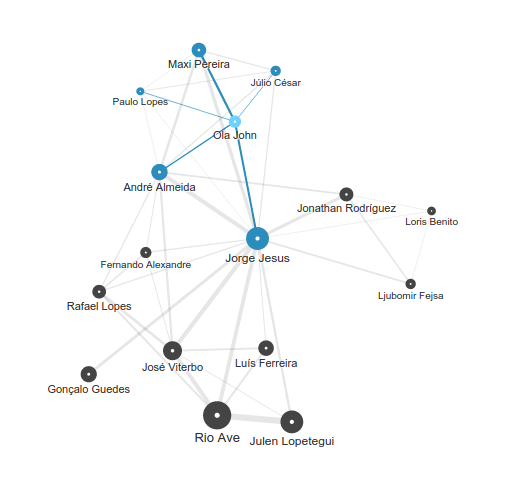 Maxi Pereira
Júlio César
Paulo Lopes
Ola John
André Almeida
Jonathan Rodríguez
Loris Benito
Jorge Jesus
Fernando Alexandre
Ljubomir Fejsa
Rafael Lopes
José Viterbo
Luís Ferreira
Gonçalo Guedes
Rio Ave
Julen Lopetegui